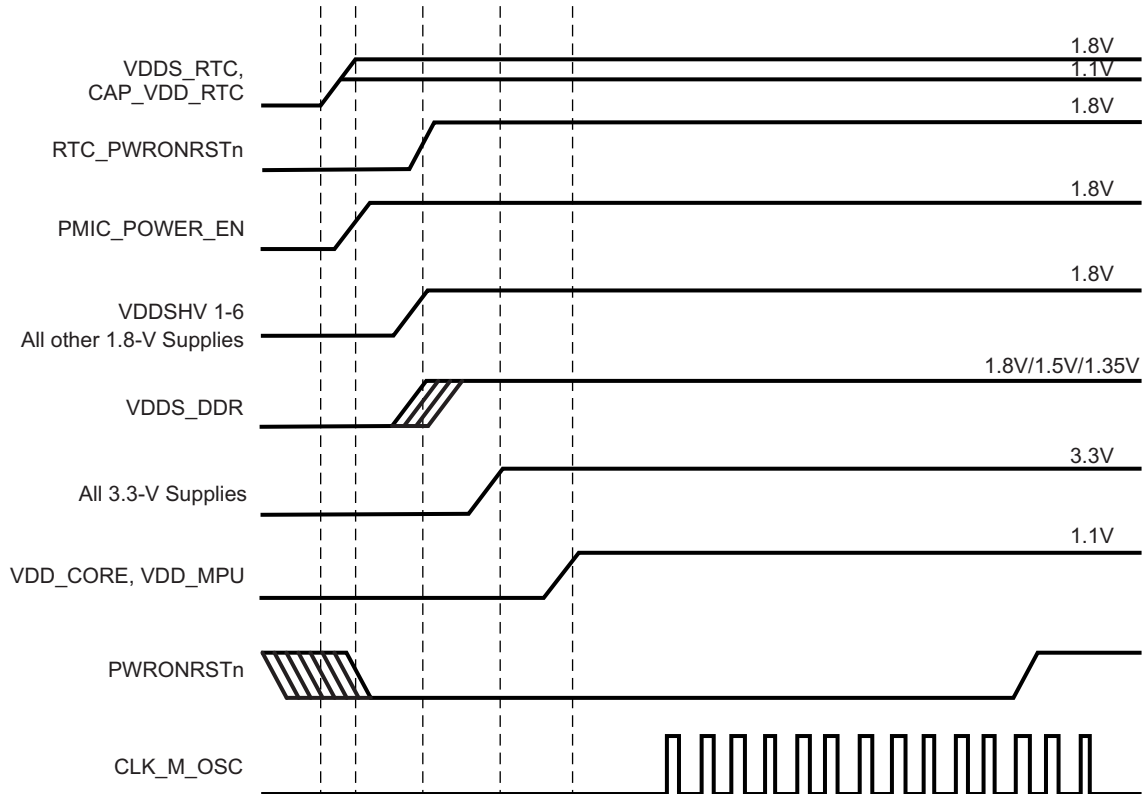 1.8V
VDDS_RTC,
1.1V
CAP_VDD_RTC
1.8V
RTC_PWRONRSTn
1.8V
PMIC_POWER_EN
1.8V
VDDSHV 1-6
All other 1.8-V Supplies
1.8V/1.5V/1.35V
VDDS_DDR
3.3V
All 3.3-V Supplies
1.1V
VDD_CORE, VDD_MPU
PWRONRSTn
CLK_M_OSC